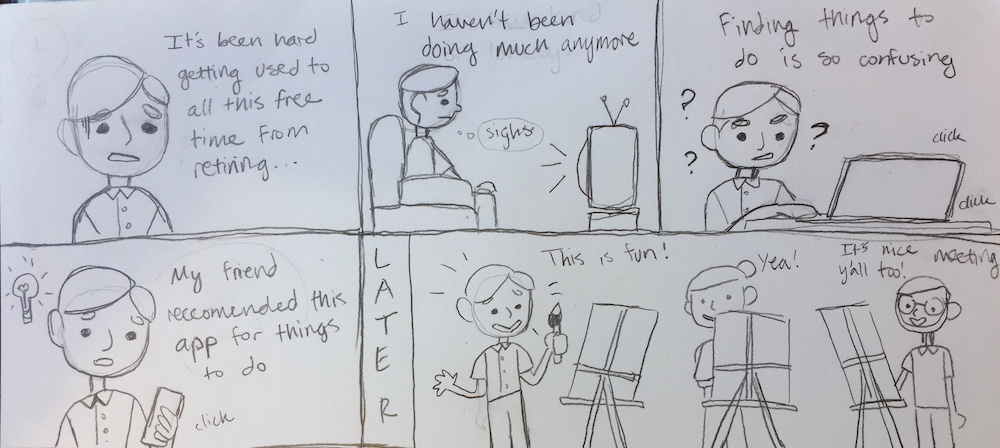 It's been hard
getting used to
all this free
time from
retiring...
I haven't been
doing much anymore
sighs
Finding things to
do is so confusing
?
?
?
click
click
My friend
reccomended this
app for things
to do
click
LATER
This is fun!
Yea!
It's nice meeting
y'all too!